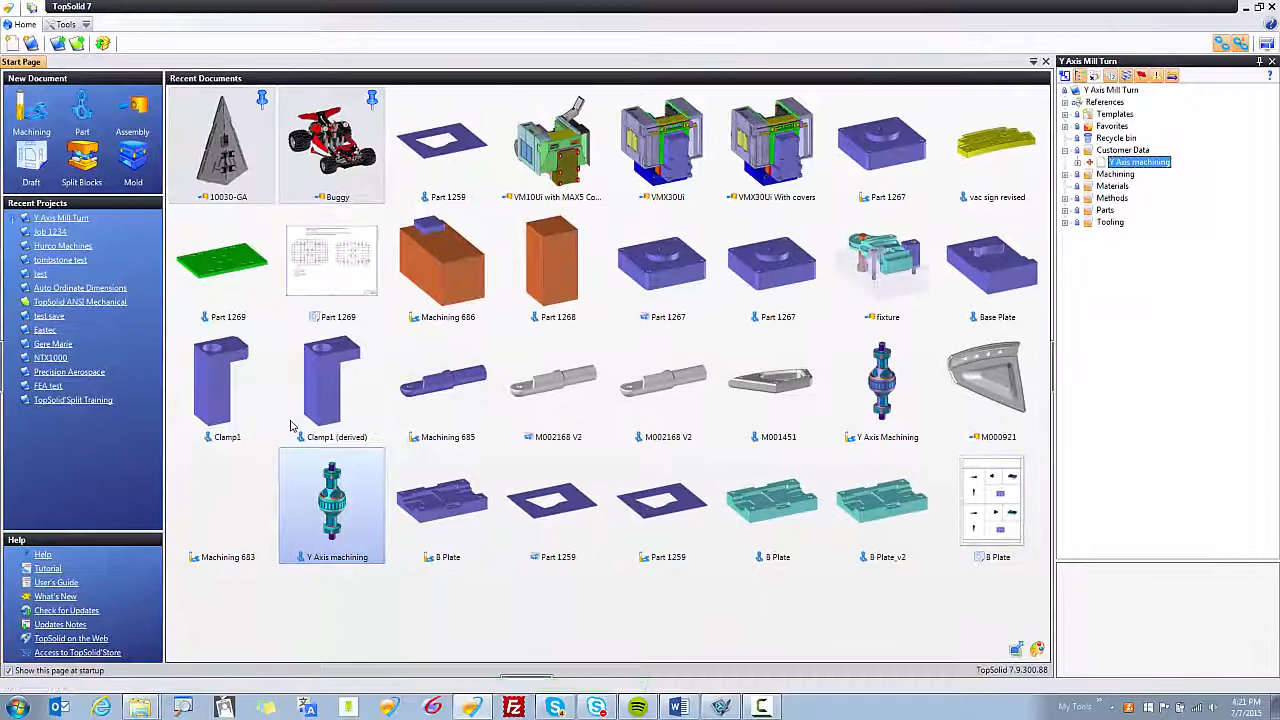 TopSolid 7
Home
Tools
Start Page
New Document
Machining
Part
Assembly
Draft
Split Blocks
Mold
Recent Projects
Y Axis Mill Turn
Job 1234
Hurco Machines
tombstone test
test
Auto Ordinate Dimensions
TopSolid ANSI Mechanical
test save
Eastec
Gere Marie
NTX1000
Precision Aerospace
FEA test
TopSolid'Split Training
Help
Help
Tutorial
User's Guide
What's New
Check for Updates
Updates Notes
TopSolid on the Web
Access to TopSolid'Store
Show this page at startup
Recent Documents
10030-GA
Buggy
Part 1259
VM10Ui with MAX5 Co...
VMX30Ui
VMX30Ui With covers
Part 1267
vac sign revised
Part 1269
Part 1269
Machining 686
Part 1268
Part 1267
Part 1267
fixture
Base Plate
Clamp1
Clamp1 (derived)
Machining 685
M002168 V2
M002168 V2
M001451
Y Axis Machining
M000921
Machining 683
Y Axis machining
B Plate
Part 1259
Part 1259
B Plate
B Plate_v2
B Plate
TopSolid 7.9.300.88
Y Axis Mill Turn
Y Axis Mill Turn
References
Templates
Favorites
Recycle bin
Customer Data
Y Axis machining
Machining
Materials
Methods
Parts
Tooling
My Tools
4:21 PM
7/7/2015